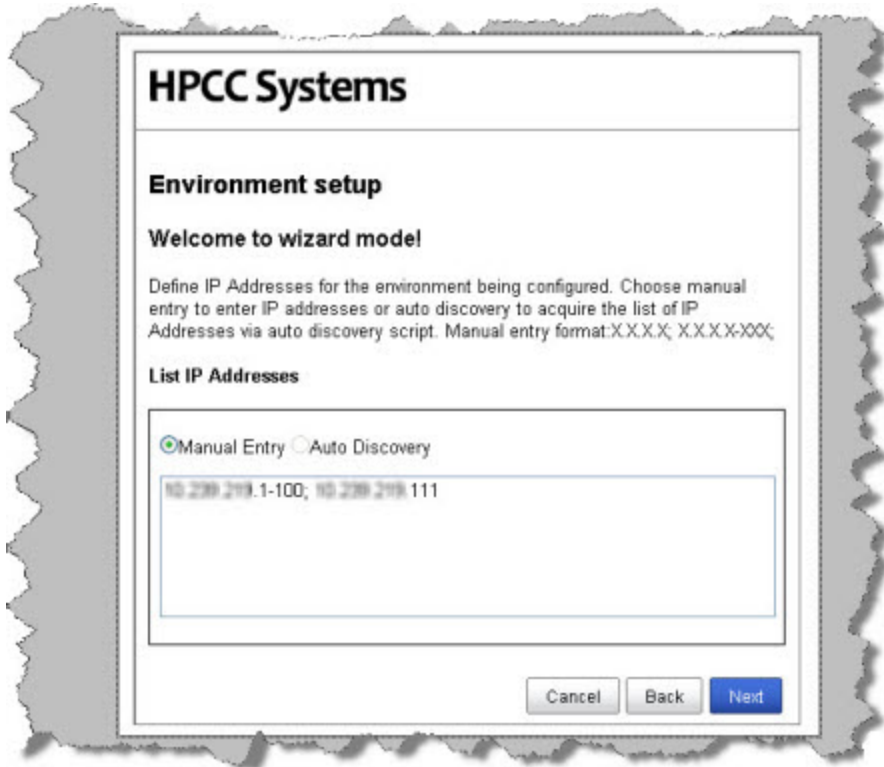 HPCC Systems
Environment setup
Welcome to wizard mode!
Define IP Addresses for the environment being configured. Choose manual
entry to enter IP addresses or auto discovery to acquire the list of IP
Addresses via auto discovery script. Manual entry format:X.X.X.X; X.X.X.X-XXX;
List IP Addresses
Manual Entry Auto Discovery
.1-100; .111
Cancel Back Next